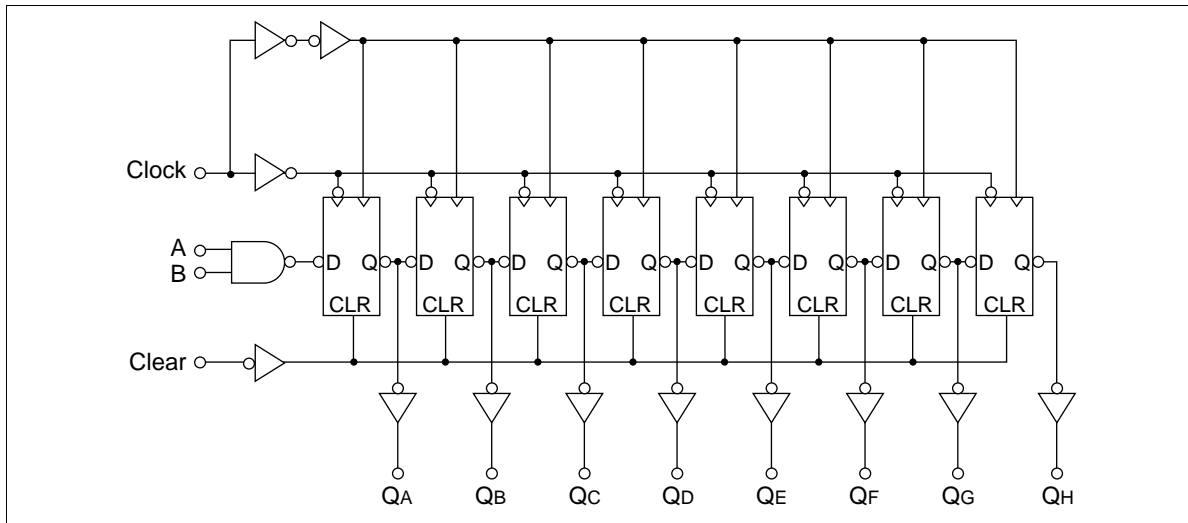 Clock
A
B
D Q D Q D Q D Q D Q D Q D Q D Q
CLR CLR CLR CLR CLR CLR CLR CLR
Clear
QA QB QC QD QE QF QG QH